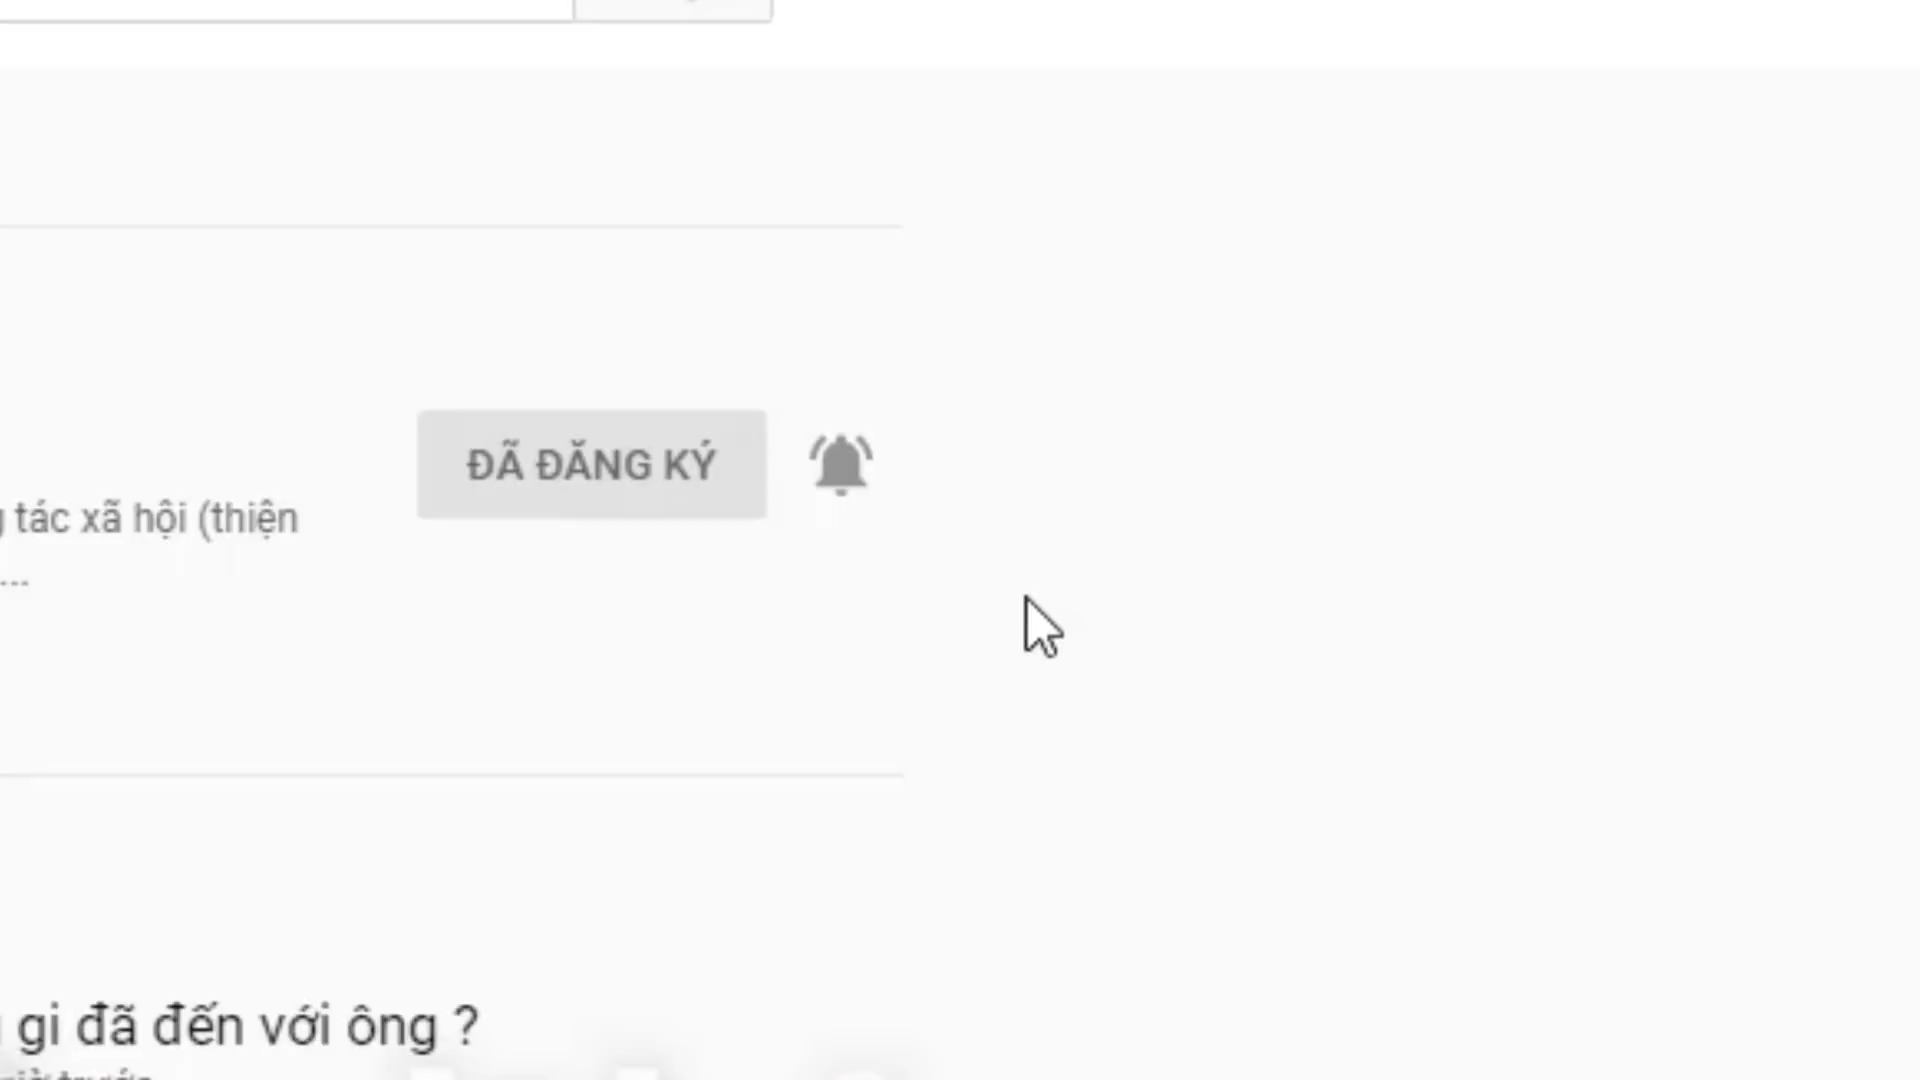 ĐÃ ĐĂNG KÝ
tác xã hội (thiện
...
gi đã đến với ông ?